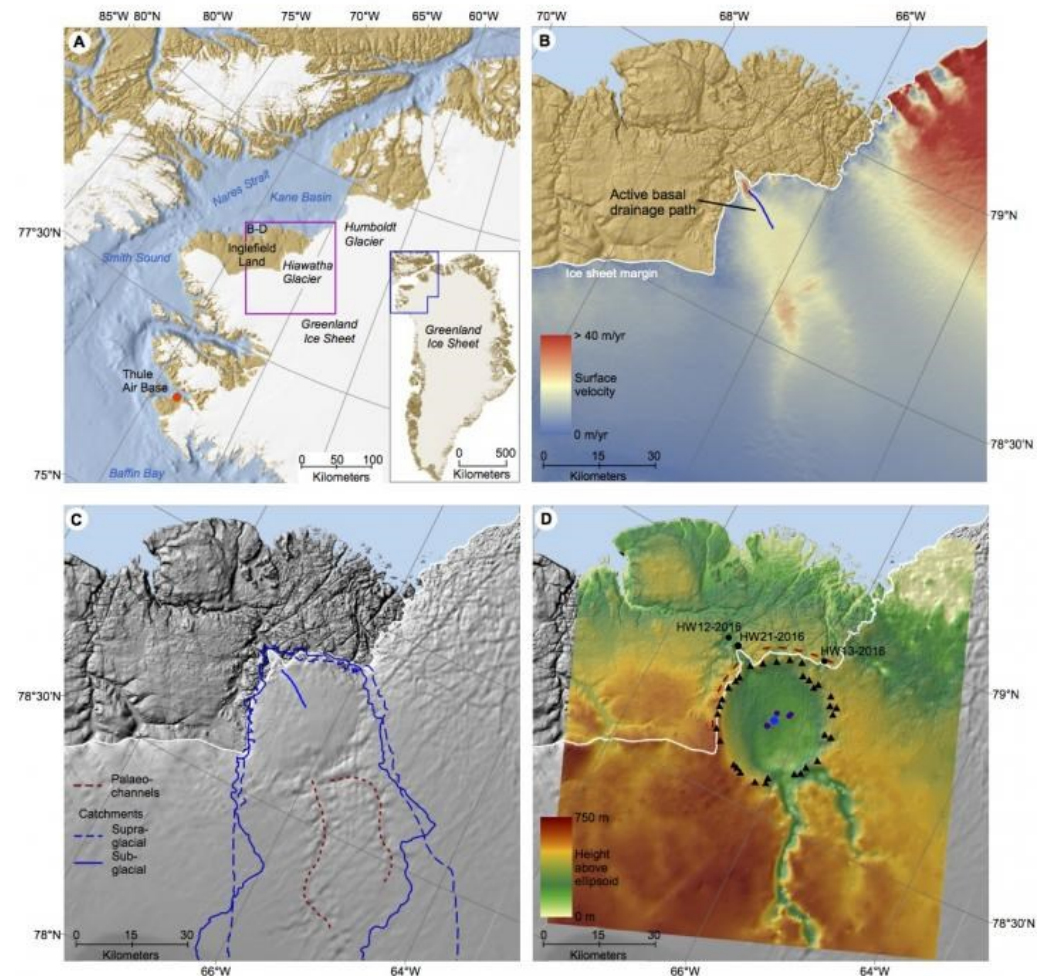 85°W 80°W 80°W 75°W 70°W 65°W 60°W
A
Nares Strait
Kane Basin
77°30'N
B-D
Humboldt
Glacier
Smith Sound
Inglefield
Land
Hiawatha
Glacier
Greenland
Ice Sheet
Greenland
Ice Sheet
Thule
Air Base
0 50 100
Kilometers
0 500
Kilometers
75°N
Baffin Bay
70°W 68°W 66°W
B
Active basal
drainage path
79°N
Ice sheet margin
> 40 m/yr
Surface
velocity
0 m/yr
78°30'N
0 15 30
Kilometers
C
78°30'N
Palaeo-
channels
Catchments
Supra-
glacial
Sub-
glacial
78°N
0 15 30
Kilometers
66°W 64°W
D
HW12-2016
HW21-2016
HW13-2016
79°N
750 m
Height
above
ellipsoid
0 m
78°30'N
0 15 30
Kilometers
66°W 64°W